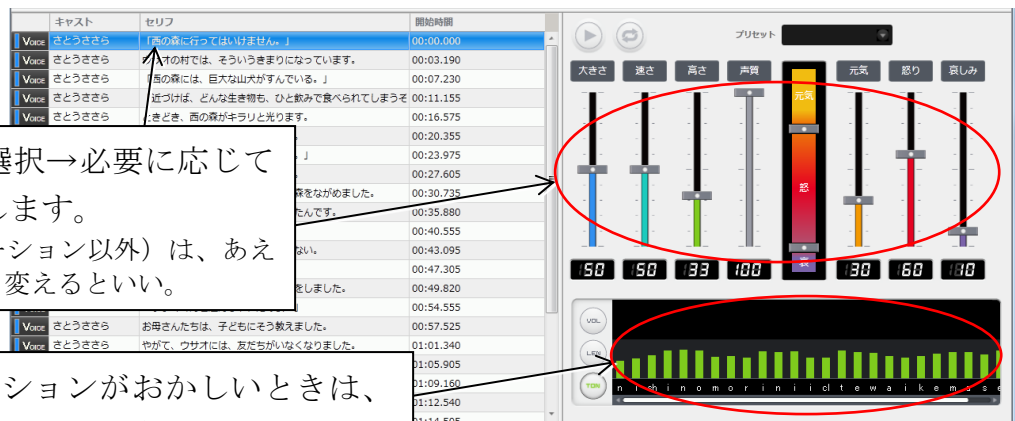 キャスト セリフ 開始時間
Voice さとうささら 「西の森に行ってはいけません。」 00:00.000
Voice さとうささら オの村では、そういうきまりになっています。 00:03.190
Voice さとうささら 「西の森には、巨大な山犬がすんでいる。」 00:07.230
Voice さとうささら 近づけば、どんな生き物も、ひと飲みで食べられてしまうぞ 00:11.155
Voice さとうささら ときどき、西の森がキラリと光ります。 00:16.575
00:20.355
。」 00:23.975
00:27.605
森をながめました。 00:30.735
たんです。 00:35.880
00:40.555
ない。 00:43.095
00:47.305
をしました。 00:49.820
00:54.555
Voice さとうささら お母さんたちは、子どもにそう教えました。 00:57.525
Voice さとうささら やがて、ウサオには、友だちがいなくなりました。 01:01.340
01:05.905
01:09.160
01:12.540
選択→必要に応じて
します。
ーション以外）は、あえ
変えるといい。
ションがおかしいときは、
プリセット
大きさ 速さ 高さ 声質 元気 怒り 哀しみ
元気
怒
哀
50 50 33 100 30 60 10
VOL
LEN
TON
n i shi n o m o r i n i i cl t e w a i k e m a s e